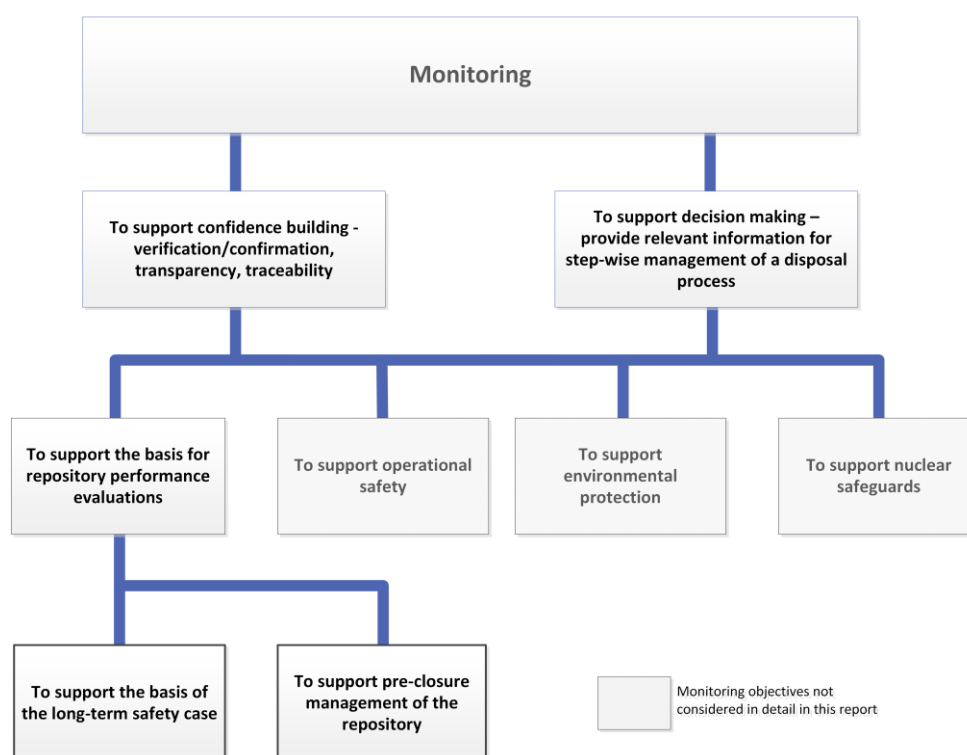 Monitoring
To support confidence building -
verification/confirmation,
transparency, traceability
To support decision making –
provide relevant information for
step-wise management of a disposal
process
To support the basis for
repository performance
evaluations
To support operational
safety
To support
environmental
protection
To support nuclear
safeguards
To support the basis of
the long-term safety case
To support pre-closure
management of the
repository
Monitoring objectives not
considered in detail in this report